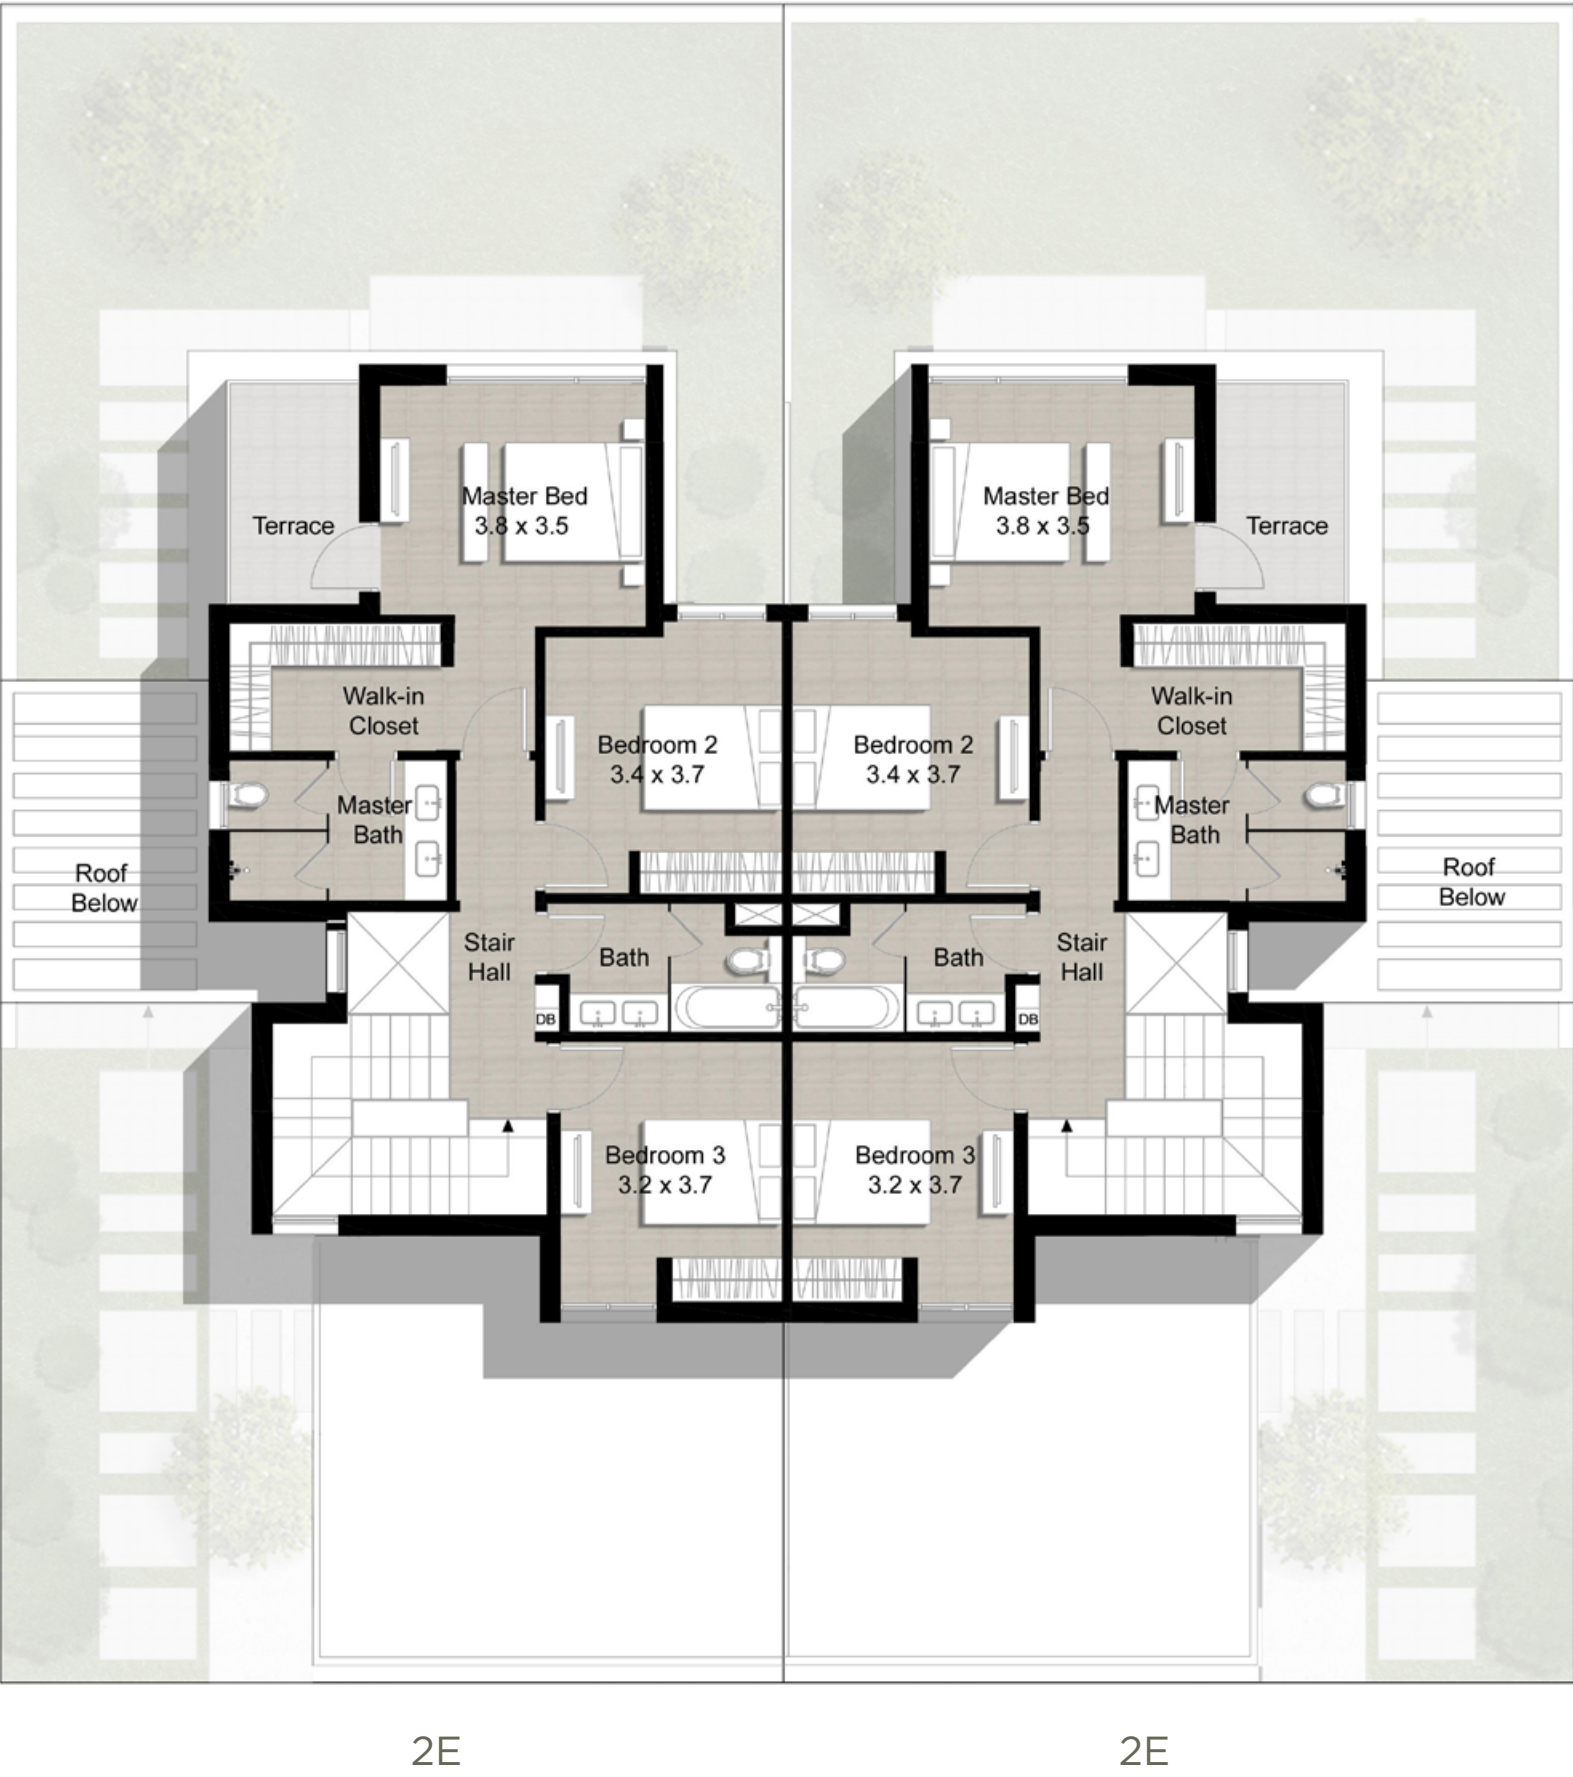 Master Bed
3.8 x 3.5
Terrace
Master Bed
3.8 x 3.5
Terrace
Walk-in
Closet
Walk-in
Closet
Bedroom 2
3.4 x 3.7
Bedroom 2
3.4 x 3.7
Master
Bath
Master
Bath
Roof
Below
Roof
Below
Stair
Hall
Bath
Bath
Stair
Hall
DB
DB
Bedroom 3
3.2 x 3.7
Bedroom 3
3.2 x 3.7
2E
2E